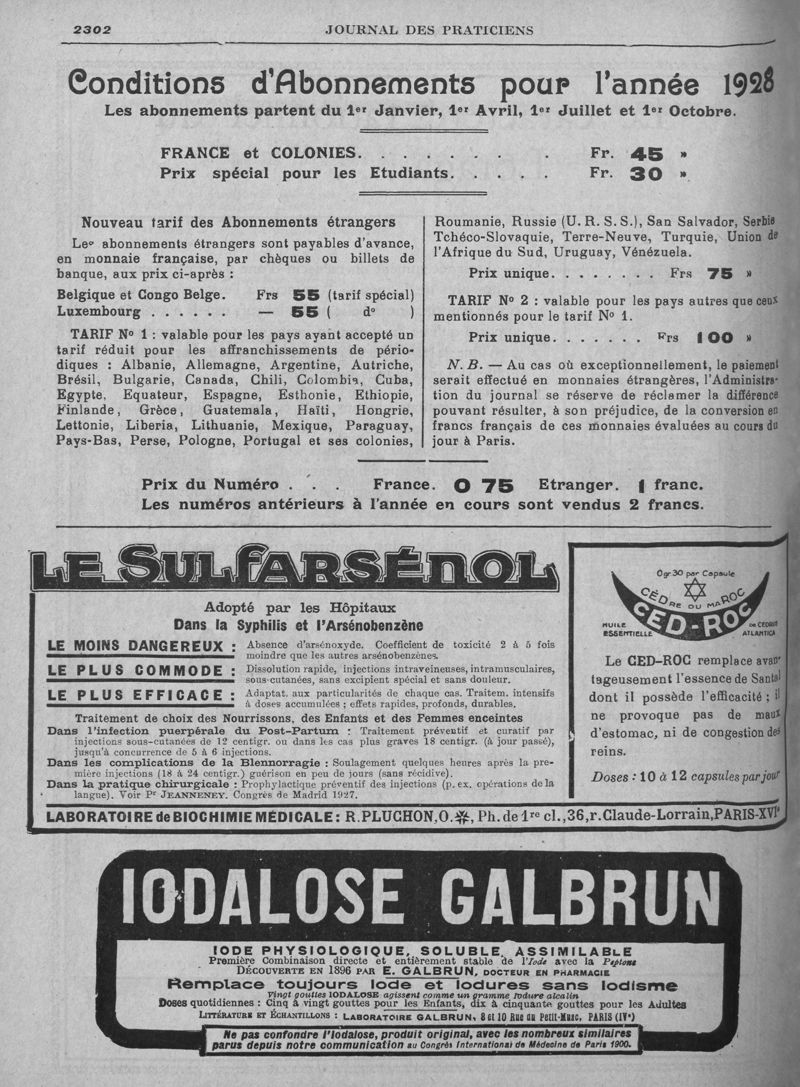 2302
JOURNAL DES PRATICIENS
Conditions d'Abonnements pour l'année 1928
Les abonnements partent du 1er Janvier, 1er Avril, 1er Juillet et 1er Octobre.
FRANCE et COLONIES. . . . . . . . Fr. 45 »
Prix spécial pour les Etudiants. . . . . Fr. 30 »
Nouveau tarif des Abonnements étrangers
Les abonnements étrangers sont payables d'avance,
en monnaie française, par chèques ou billets de
banque, aux prix ci-après :
Belgique et Congo Belge. Frs 55 (tarif spécial)
Luxembourg . . . . . . — 55 ( do )
TARIF No 1 : valable pour les pays ayant accepté un
tarif réduit pour les affranchissements de pério-
diques : Albanie, Allemagne, Argentine, Autriche,
Brésil, Bulgarie, Canada, Chili, Colombia, Cuba,
Egypte, Equateur, Espagne, Esthonie, Ethiopie,
Finlande, Grèce, Guatemala, Haïti, Hongrie,
Lettonie, Liberia, Lithuanie, Mexique, Paraguay,
Pays-Bas, Perse, Pologne, Portugal et ses colonies,
Roumanie, Russie (U. R. S. S.), San Salvador, Serbie
Tchéco-Slovaquie, Terre-Neuve, Turquie, Union de
l'Afrique du Sud, Uruguay, Vénézuela.
Prix unique. . . . . . . . Frs 75 »
TARIF No 2 : valable pour les pays autres que ceux
mentionnés pour le tarif No 1.
Prix unique. . . . . . . Frs 100 »
N. B. — Au cas où exceptionnellement, le paiement
serait effectué en monnaies étrangères, l'Administra-
tion du journal se réserve de réclamer la différence
pouvant résulter, à son préjudice, de la conversion en
francs français de ces monnaies évaluées au cours du
jour à Paris.
Prix du Numéro . . . France. 0 75 Etranger. 1 franc.
Les numéros antérieurs à l'année en cours sont vendus 2 francs.
LE SULFARSÉNOL
Adopté par les Hôpitaux
Dans la Syphilis et l'Arsénobenzène
LE MOINS DANGEREUX : Absence d'arsénoxyde. Coefficient de toxicité 2 à 5 fois
moindre que les autres arsénobenzènes.
LE PLUS COMMODE : Dissolution rapide, injections intraveineuses, intramusculaires,
sous-cutanées, sans excipient spécial et sans douleur.
LE PLUS EFFICACE : Adaptat. aux particularités de chaque cas. Traitem. intensifs
à doses accumulées ; effets rapides, profonds, durables.
Traitement de choix des Nourrissons, des Enfants et des Femmes enceintes
Dans l'infection puerpérale du Post-Partum : Traitement préventif et curatif par
injections sous-cutanées de 12 centigr. ou dans les cas plus graves 18 centigr. (à jour passé),
jusqu'à concurrence de 5 à 6 injections.
Dans les complications de la Blennorragie : Soulagement quelques heures après la pre-
mière injections (18 à 24 centigr.) guérison en peu de jours (sans récidive).
Dans la pratique chirurgicale : Prophylactique préventif des injections (p. ex. opérations de la
langue). Voir Pr JEANNENEY. Congrès de Madrid 1927.
0gr30 par Capsule
CÉDRE DU MAROC
CED-ROC
HUILE ESSENTIELLE
DE CEDRUS ATLANTICA
Le CED-ROC remplace avan-
tageusement l'essence de Santal
dont il possède l'efficacité ; il
ne provoque pas de maux
d'estomac, ni de congestion des
reins.
Doses : 10 à 12 capsules par jour
LABORATOIRE de BIOCHIMIE MÉDICALE : R. PLUCHON, O. ✻, Ph. de 1re cl., 36, r. Claude-Lorrain, PARIS-XVIe
IODALOSE GALBRUN
IODE PHYSIOLOGIQUE, SOLUBLE, ASSIMILABLE
Première Combinaison directe et entièrement stable de l'Iode avec la Peptone
DÉCOUVERTE EN 1896 PAR E. GALBRUN, DOCTEUR EN PHARMACIE
Remplace toujours Iode et Iodures sans Iodisme
Vingt gouttes IODALOSE agissent comme un gramme Iodure alcalin
Doses quotidiennes : Cinq à vingt gouttes pour les Enfants, dix à cinquante gouttes pour les Adultes
LITTÉRATURE ET ÉCHANTILLONS : LABORATOIRE GALBRUN, 8 et 10 Rue du Petit-Musc, PARIS (IVe)
Ne pas confondre l'Iodalose, produit original, avec les nombreux similaires
parus depuis notre communication au Congrès International de Médecine de Paris 1900.